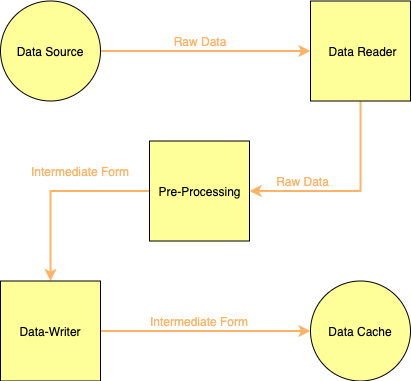 Data Source
Raw Data
Data Reader
Intermediate Form
Pre-Processing
Raw Data
Data-Writer
Intermediate Form
Data Cache